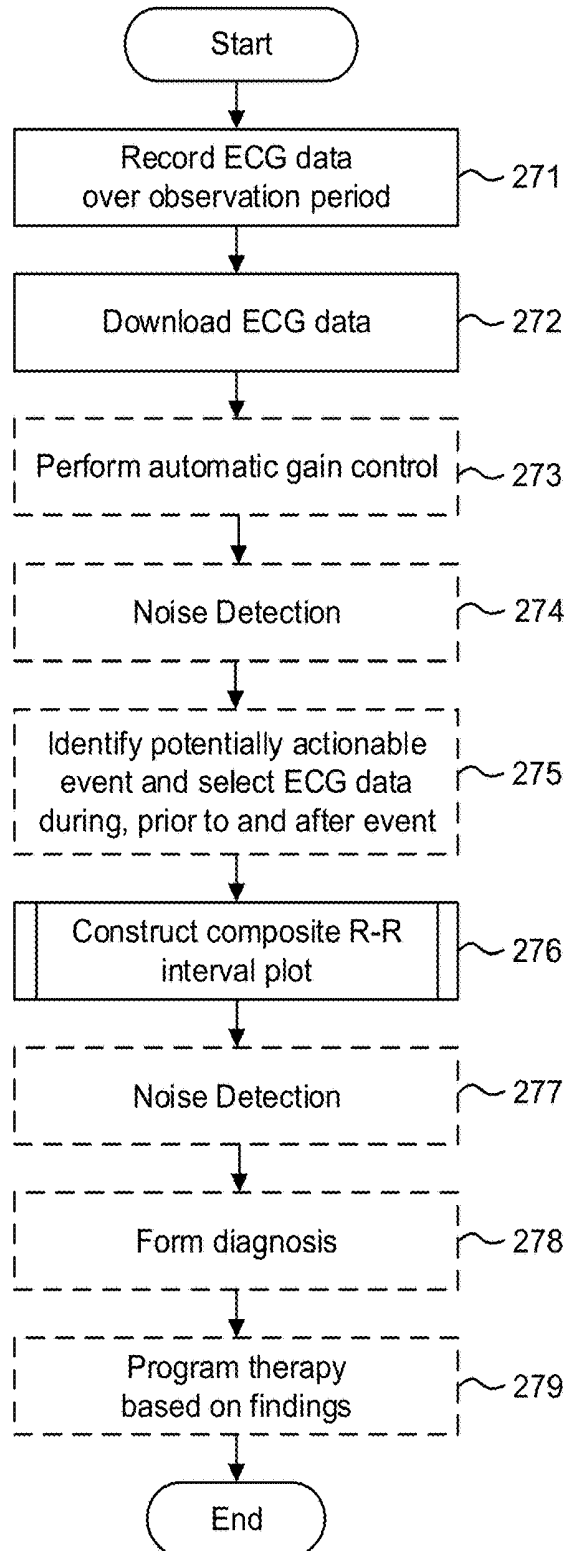 Start
Record ECG data
over observation period
271
Download ECG data
272
Perform automatic gain control
273
Noise Detection
274
Identify potentially actionable
event and select ECG data
during, prior to and after event
275
Construct composite R-R
interval plot
276
Noise Detection
277
Form diagnosis
278
Program therapy
based on findings
279
End